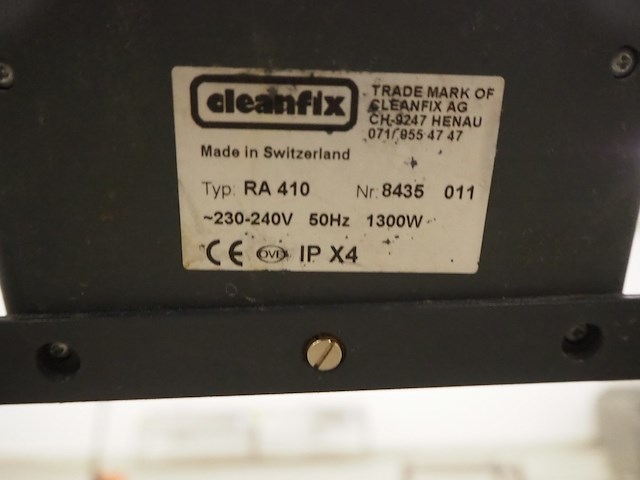 cleanfix
TRADE MARK OF
CLEANFIX AG
CH-9247 HENAU
071/955 47 47
Made in Switzerland
Typ: RA 410 Nr. 8435 011
~230-240V 50Hz 1300W
CE OVE IP X4